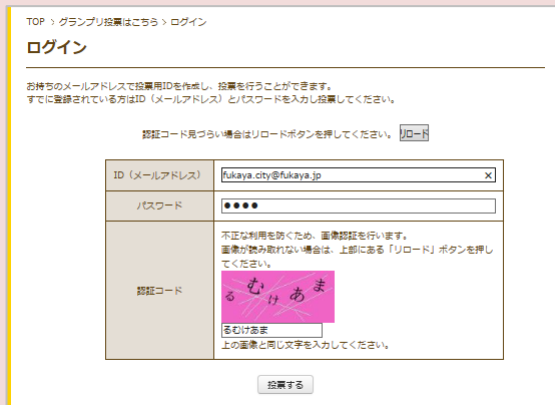 TOP > グランプリ投票はこちら > ログイン
ログイン
お持ちのメールアドレスで投票用IDを作成し、投票を行うことができます。
すでに登録されている方はID（メールアドレス）とパスワードを入力し投票してください。
認証コード見づらい場合はリロードボタンを押してください。 リロード
ID（メールアドレス） fukaya.city@fukaya.jp ×
パスワード ●●●●
不正な利用を防ぐため、画像認証を行います。
画像が読み取れない場合は、上部にある「リロード」ボタンを押し
てください。
認証コード
るむけあま
るむけあま
上の画像と同じ文字を入力してください。
投票する